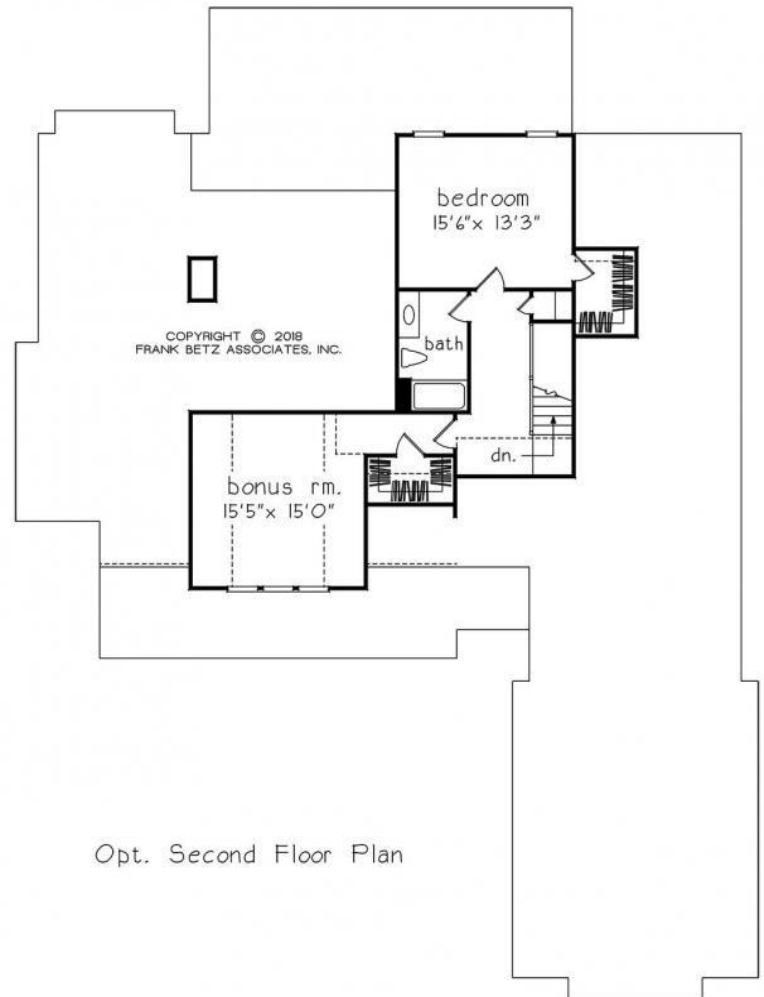 bedroom
15'6"x 13'3"
COPYRIGHT © 2018
FRANK BETZ ASSOCIATES, INC.
bath
dn.
bonus rm.
15'5"x 15'0"
Opt. Second Floor Plan